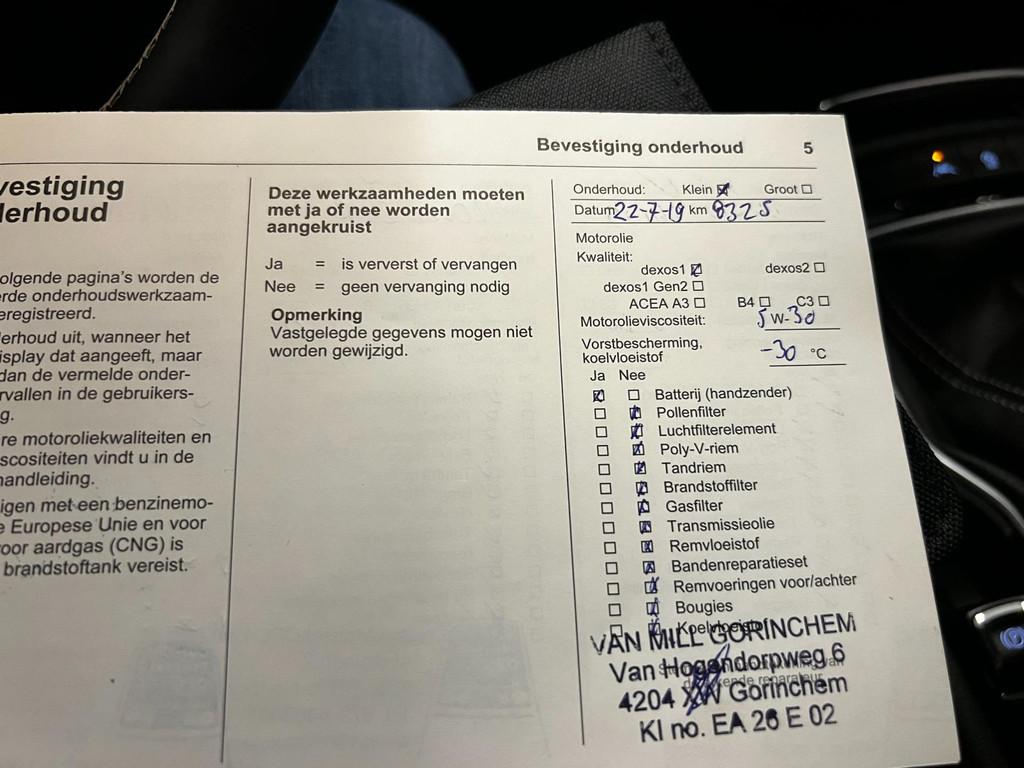 Bevestiging onderhoud 5
vestiging
derhoud
olgende pagina's worden de
erde onderhoudswerkzaam-
eregistreerd.
derhoud uit, wanneer het
isplay dat aangeeft, maar
dan de vermelde onder-
rvallen in de gebruikers-
g.
re motoroliekwaliteiten en
scositeiten vindt u in de
handleiding.
igen met een benzinemo-
e Europese Unie en voor
oor aardgas (CNG) is
brandstoftank vereist.
Deze werkzaamheden moeten
met ja of nee worden
aangekruist
Ja = is ververst of vervangen
Nee = geen vervanging nodig
Opmerking
Vastgelegde gegevens mogen niet
worden gewijzigd.
Onderhoud: Klein ☒ Groot ☐
Datum 22-7-19 km 8325
Motorolie
Kwaliteit:
dexos1 ☒ dexos2 ☐
dexos1 Gen2 ☐
ACEA A3 ☐ B4 ☐ C3 ☐
Motorolieviscositeit: 5 W-30
Vorstbescherming,
koelvloeistof -30 °C
Ja Nee
☒ ☐ Batterij (handzender)
☐ ☒ Pollenfilter
☐ ☒ Luchtfilterelement
☐ ☒ Poly-V-riem
☐ ☒ Tandriem
☐ ☒ Brandstoffilter
☐ ☒ Gasfilter
☐ ☒ Transmissieolie
☐ ☒ Remvloeistof
☐ ☒ Bandenreparatieset
☐ ☒ Remvoeringen voor/achter
☐ ☒ Bougies
☐ ☒ Koelvloeistof
VAN MILL GORINCHEM
Van Hogendorpweg 6
4204 XW Gorinchem
KI no. EA 26 E 02